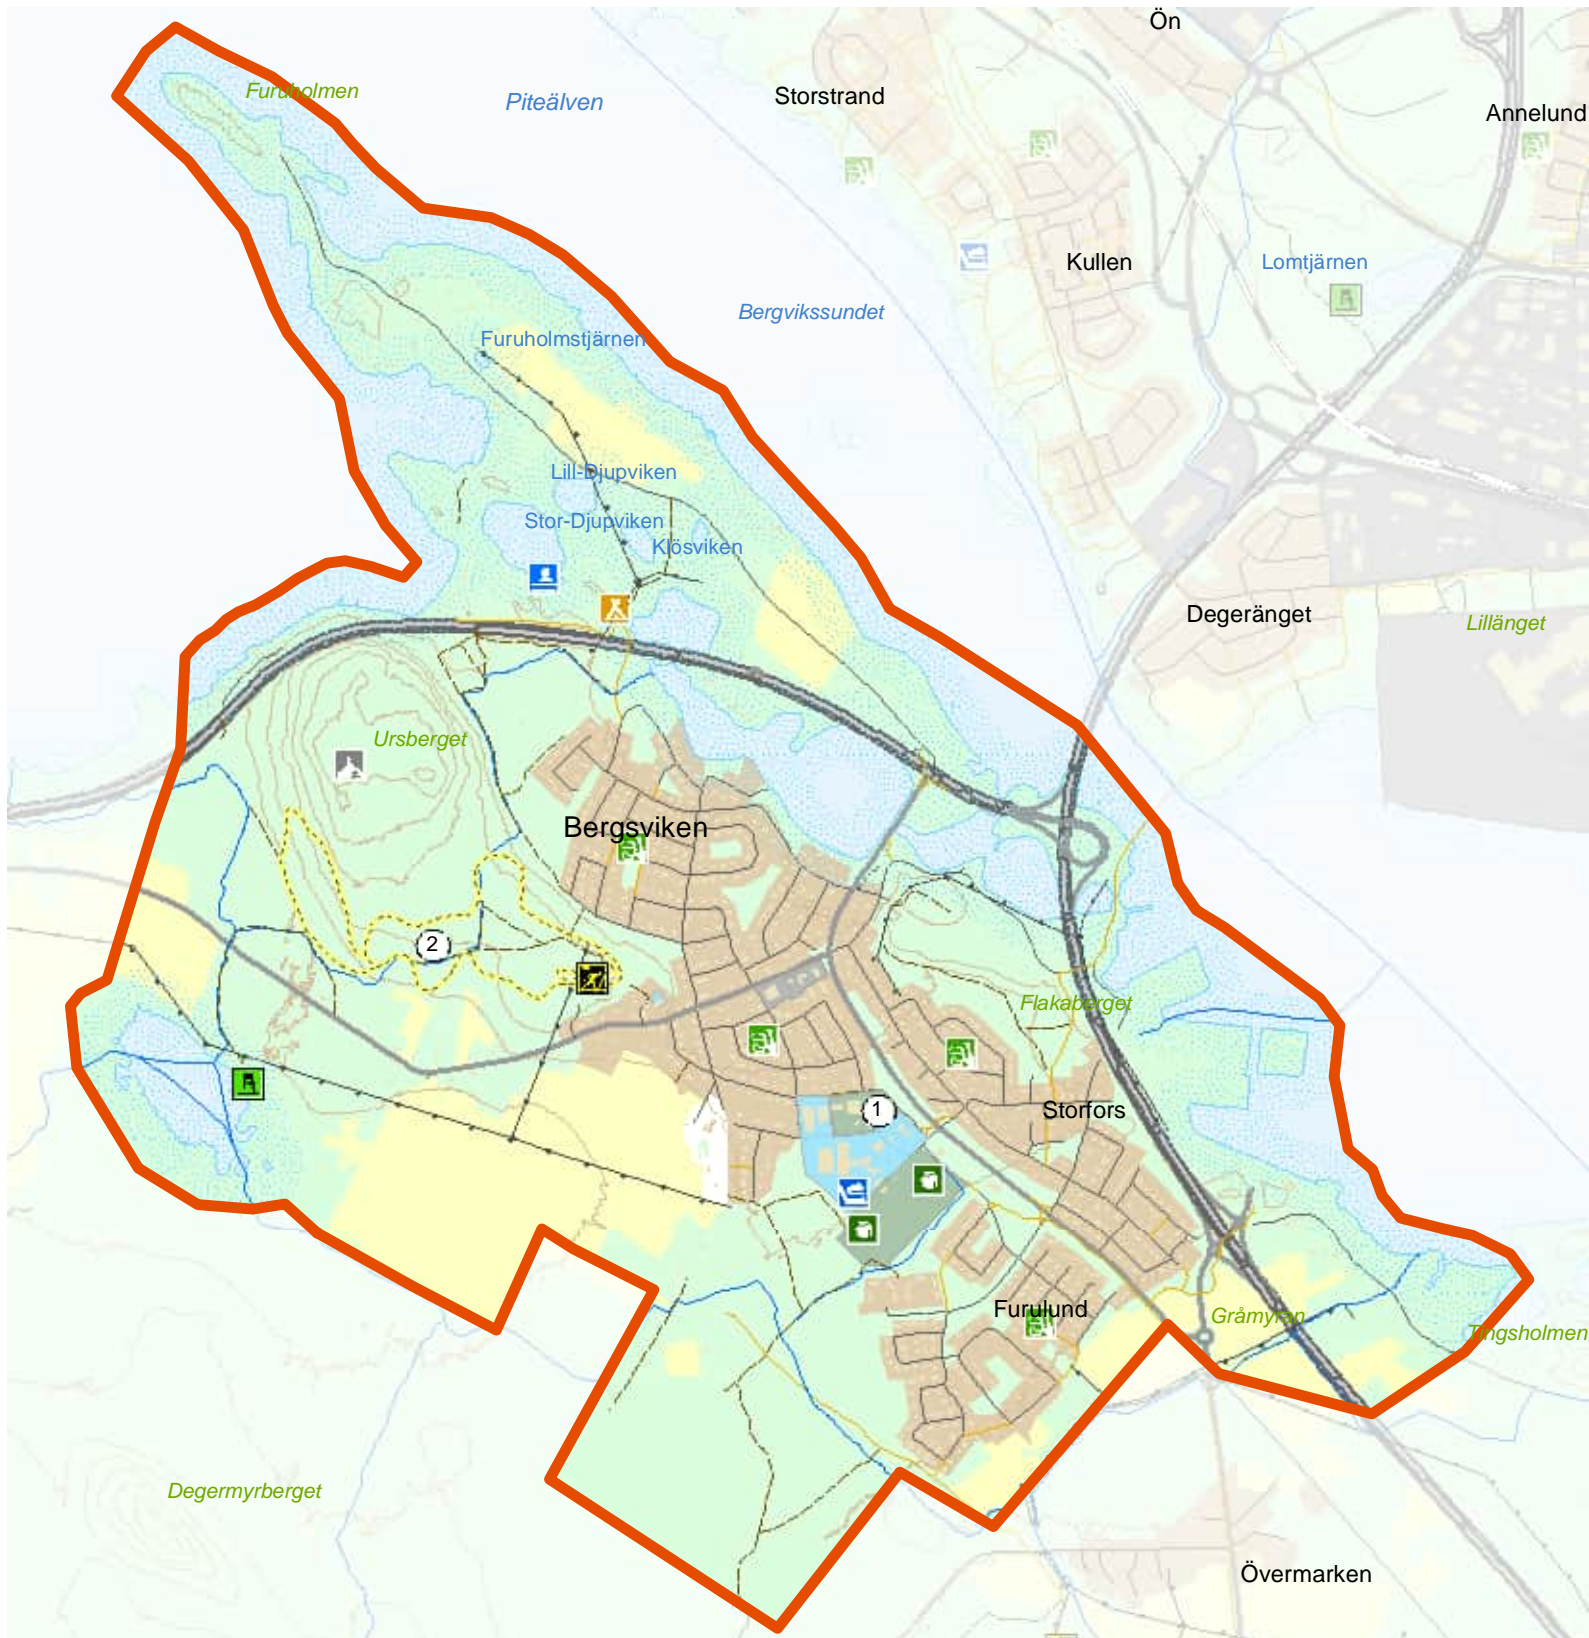 Ön
Furuholmen
Piteälven
Storstrand
Annelund
Kullen
Lomtjärnen
Bergvikssundet
Furuholmstjärnen
Lill-Djupviken
Stor-Djupviken
Klösviken
Degeränget
Lillänget
Ursberget
Bergsviken
2
Flakaberget
1
Storfors
Furulund
Gråmyran
Tingsholmen
Degermyrberget
Övermarken